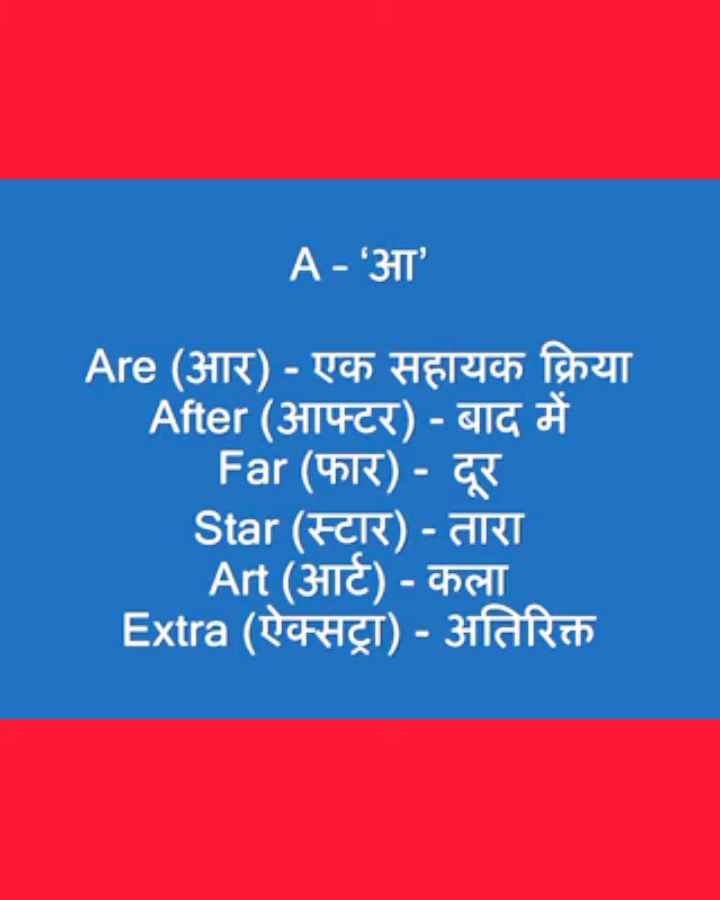 A - ‘आ’
Are (आर) - एक सहायक क्रिया
After (आफ्टर) - बाद में
Far (फार) - दूर
Star (स्टार) - तारा
Art (आर्ट) - कला
Extra (ऐक्सट्रा) - अतिरिक्त